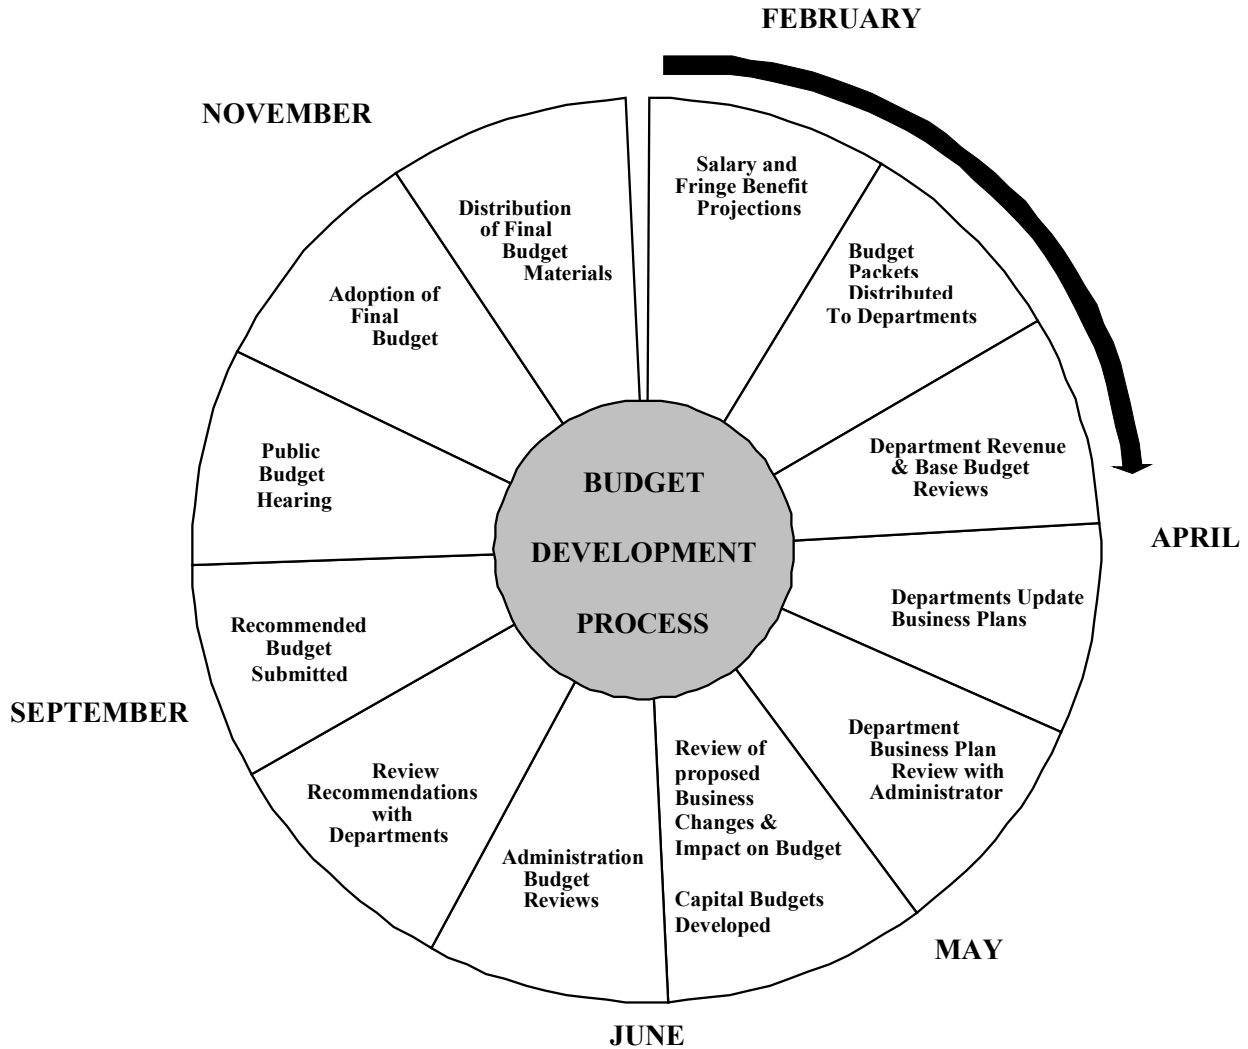 FEBRUARY
NOVEMBER
Salary and
Fringe Benefit
Projections
Budget
Packets
Distributed
To Departments
Department Revenue
& Base Budget
Reviews
APRIL
Departments Update
Business Plans
Department
Business Plan
Review with
Administrator
MAY
Review of
proposed
Business
Changes &
Impact on Budget
Capital Budgets
Developed
JUNE
Administration
Budget
Reviews
Review
Recommendations
with
Departments
SEPTEMBER
Recommended
Budget
Submitted
Public
Budget
Hearing
Adoption of
Final
Budget
Distribution
of Final
Budget
Materials
BUDGET
DEVELOPMENT
PROCESS